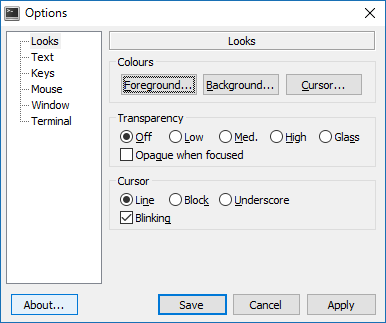 Options
Looks
Text
Keys
Mouse
Window
Terminal
Looks
Colours
Foreground... Background... Cursor...
Transparency
Off Low Med. High Glass
Opaque when focused
Cursor
Line Block Underscore
Blinking
About... Save Cancel Apply